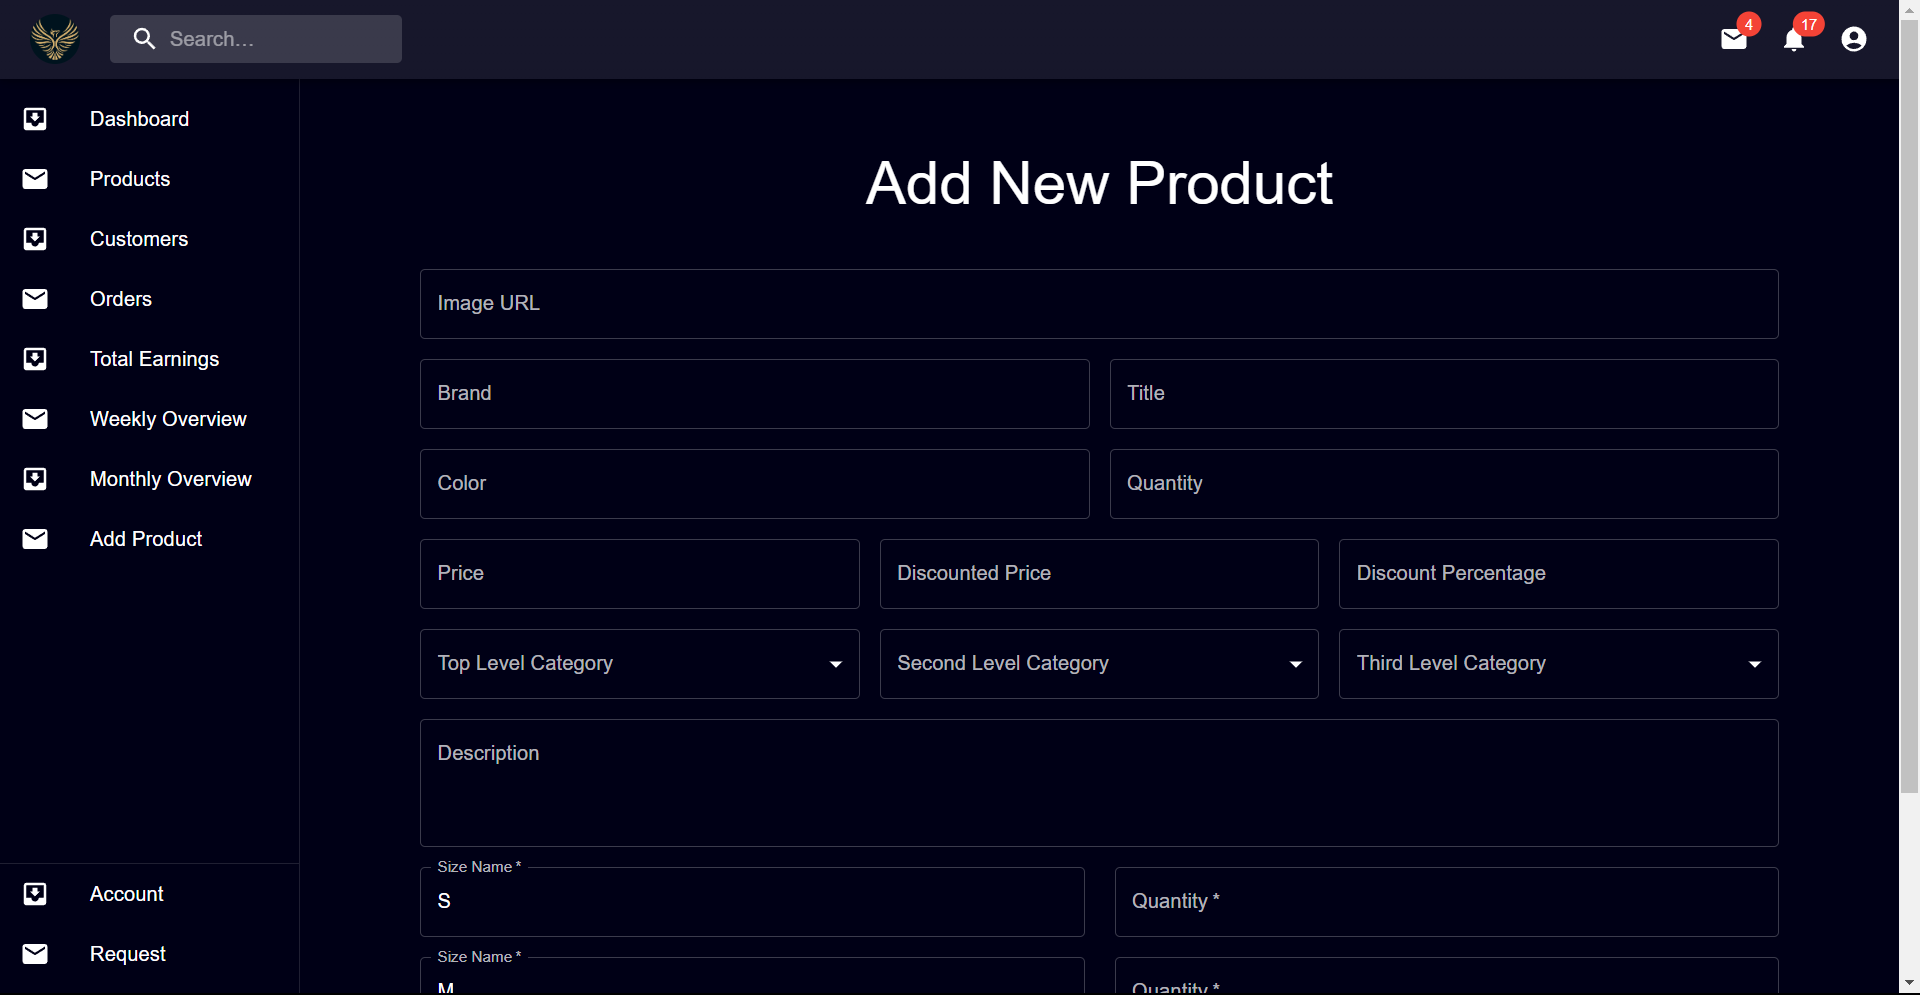 Search…
4
17
Dashboard
Products
Customers
Orders
Total Earnings
Weekly Overview
Monthly Overview
Add Product
Account
Request
Add New Product
Image URL
Brand
Title
Color
Quantity
Price
Discounted Price
Discount Percentage
Top Level Category
Second Level Category
Third Level Category
Description
Size Name *
S
Quantity *
Size Name *
M
Quantity *